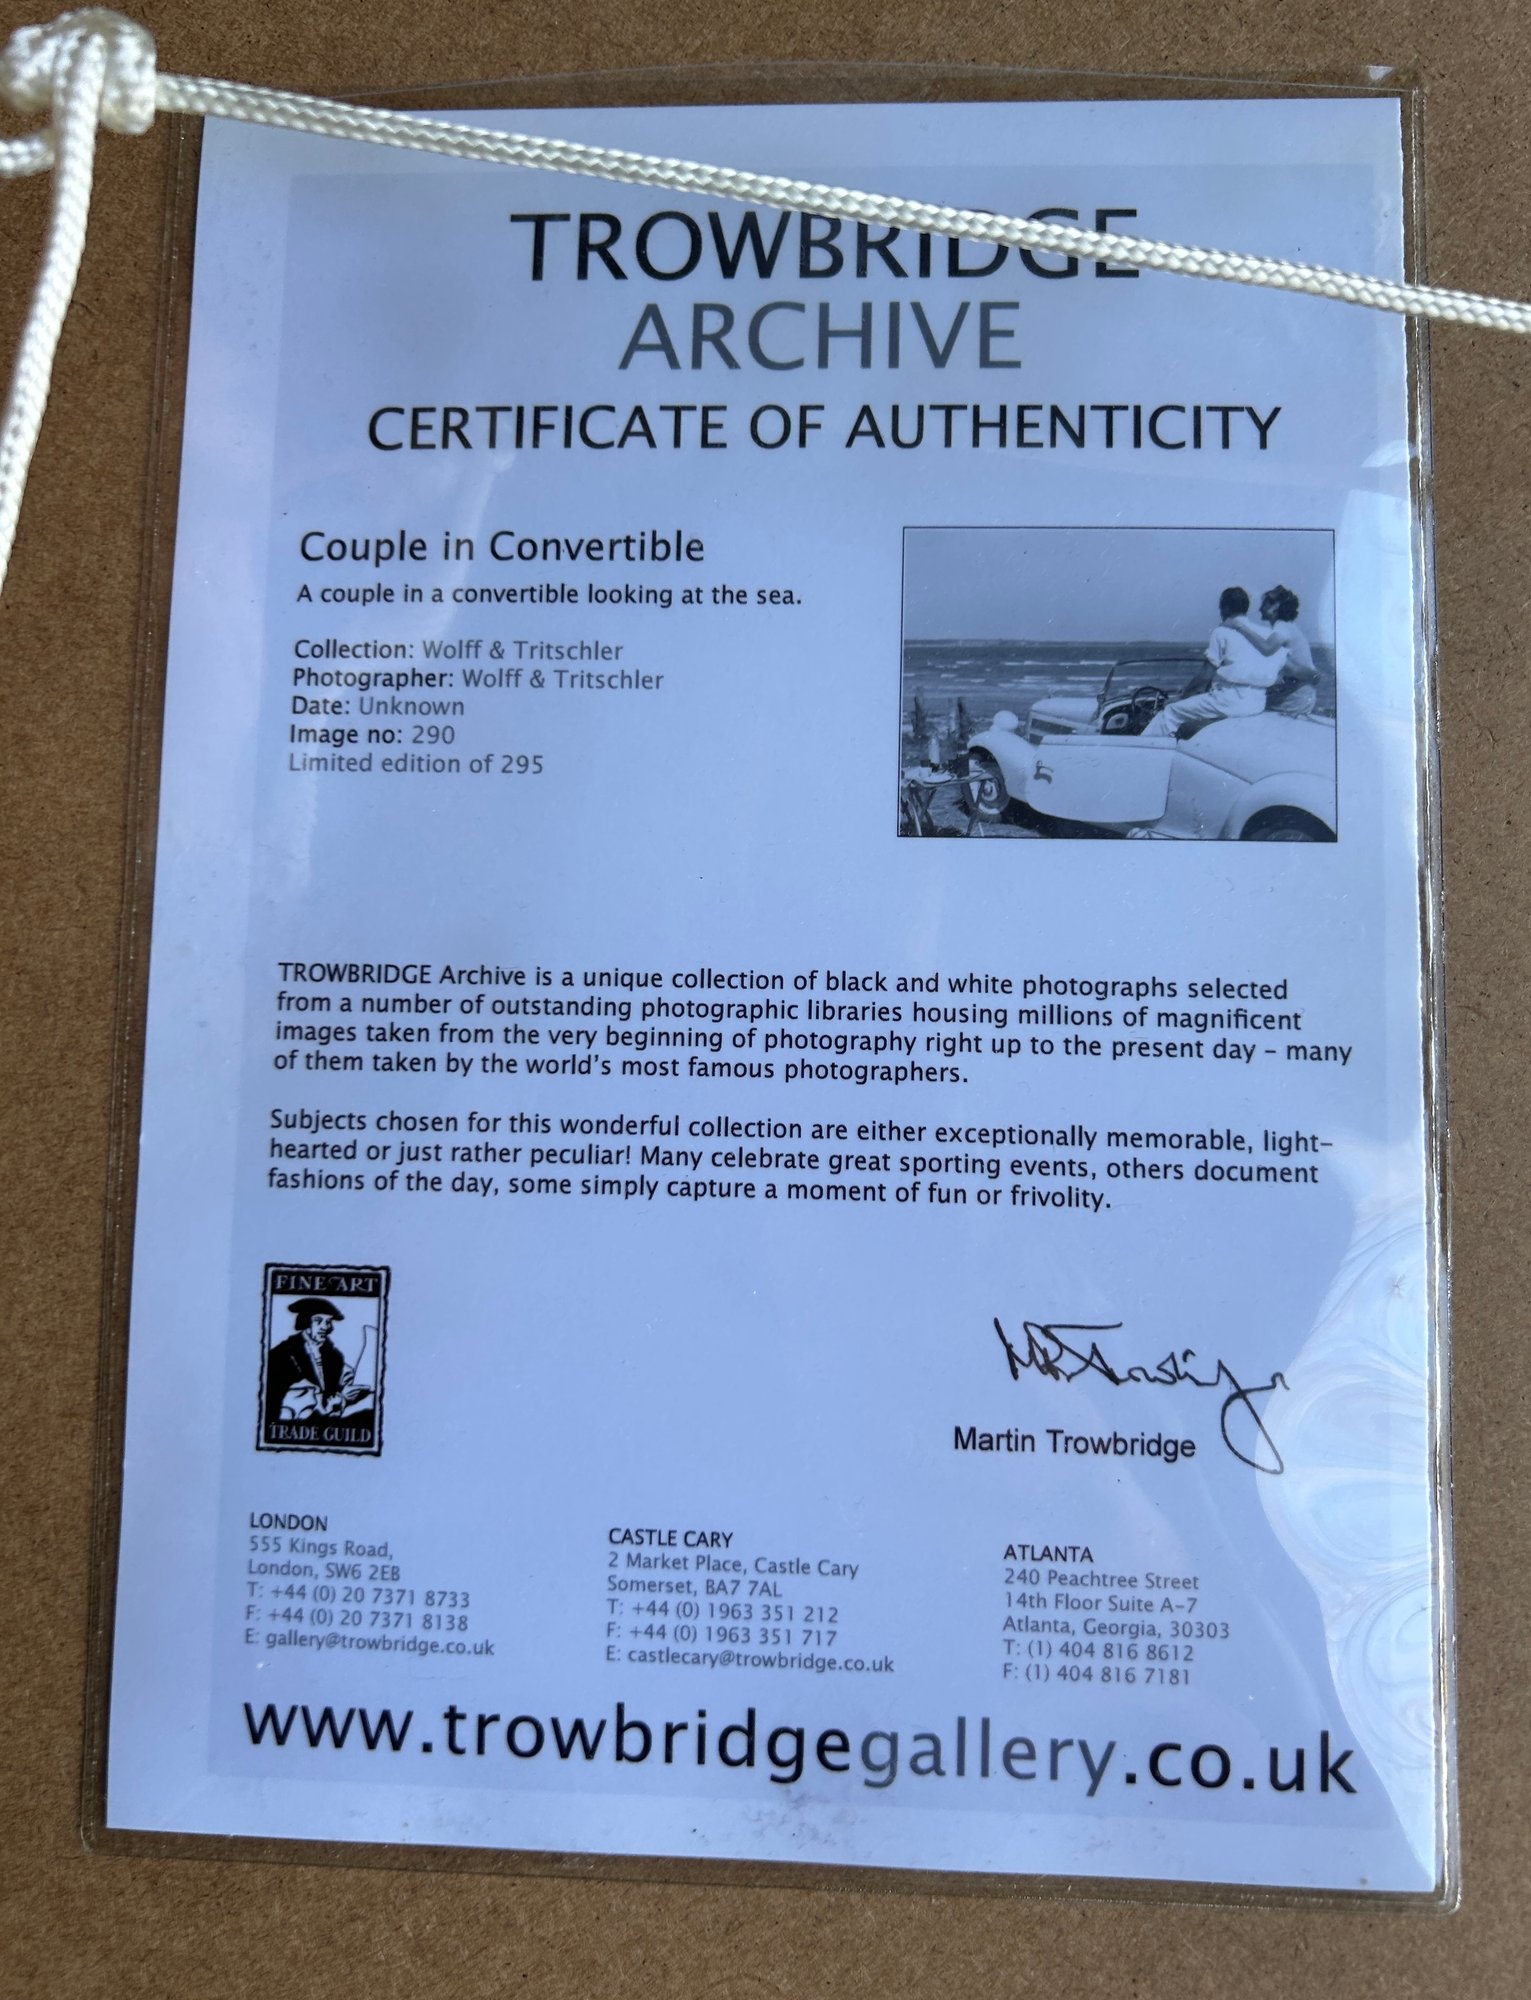 TROWBRIDGE
ARCHIVE
CERTIFICATE OF AUTHENTICITY
Couple in Convertible
A couple in a convertible looking at the sea.
Collection: Wolff & Tritschler
Photographer: Wolff & Tritschler
Date: Unknown
Image no: 290
Limited edition of 295
TROWBRIDGE Archive is a unique collection of black and white photographs selected
from a number of outstanding photographic libraries housing millions of magnificent
images taken from the very beginning of photography right up to the present day – many
of them taken by the world's most famous photographers.
Subjects chosen for this wonderful collection are either exceptionally memorable, light-
hearted or just rather peculiar! Many celebrate great sporting events, others document
fashions of the day, some simply capture a moment of fun or frivolity.
FINE ART
TRADE GUILD
Martin Trowbridge
LONDON
555 Kings Road,
London, SW6 2EB
T: +44 (0) 20 7371 8733
F: +44 (0) 20 7371 8138
E: gallery@trowbridge.co.uk
CASTLE CARY
2 Market Place, Castle Cary
Somerset, BA7 7AL
T: +44 (0) 1963 351 212
F: +44 (0) 1963 351 717
E: castlecary@trowbridge.co.uk
ATLANTA
240 Peachtree Street
14th Floor Suite A-7
Atlanta, Georgia, 30303
T: (1) 404 816 8612
F: (1) 404 816 7181
www.trowbridgegallery.co.uk